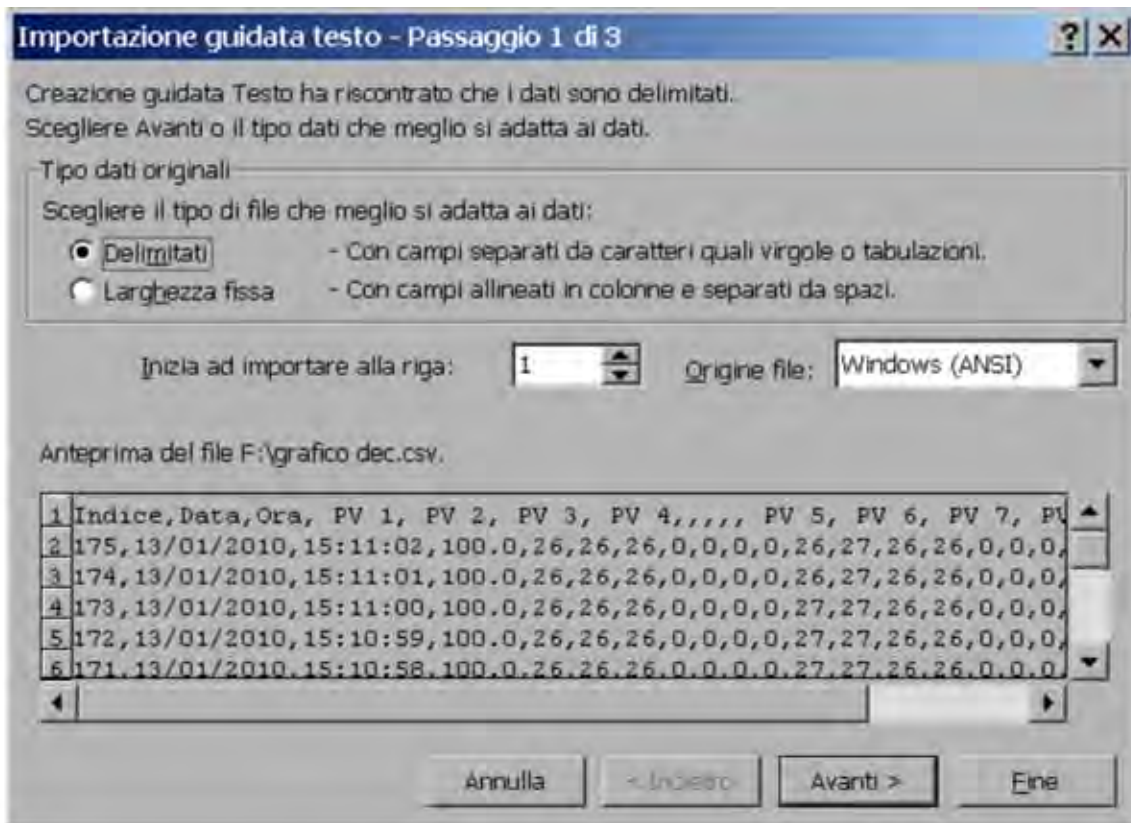 Importazione guidata testo - Passaggio 1 di 3
Creazione guidata Testo ha riscontrato che i dati sono delimitati.
Scegliere Avanti o il tipo dati che meglio si adatta ai dati.
Tipo dati originali
Scegliere il tipo di file che meglio si adatta ai dati:
Delimitati - Con campi separati da caratteri quali virgole o tabulazioni.
Larghezza fissa - Con campi allineati in colonne e separati da spazi.
Inizia ad importare alla riga: 1 Origine file: Windows (ANSI)
Anteprima del file F:\grafico dec.csv.
1 Indice,Data,Ora, PV 1, PV 2, PV 3, PV 4,,,,, PV 5, PV 6, PV 7, PV
2 175,13/01/2010,15:11:02,100.0,26,26,26,0,0,0,0,26,27,26,26,0,0,0,
3 174,13/01/2010,15:11:01,100.0,26,26,26,0,0,0,0,26,27,26,26,0,0,0,
4 173,13/01/2010,15:11:00,100.0,26,26,26,0,0,0,0,27,27,26,26,0,0,0,
5 172,13/01/2010,15:10:59,100.0,26,26,26,0,0,0,0,27,27,26,26,0,0,0,
6 171,13/01/2010,15:10:58,100.0,26,26,26,0,0,0,0,27,27,26,26,0,0,0,
Annulla < Indietro Avanti > Fine